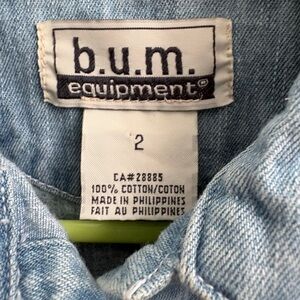 b.u.m.
equipment®
2
CA#28885
100% COTTON/COTON
MADE IN PHILIPPINES
FAIT AU PHILIPPINES